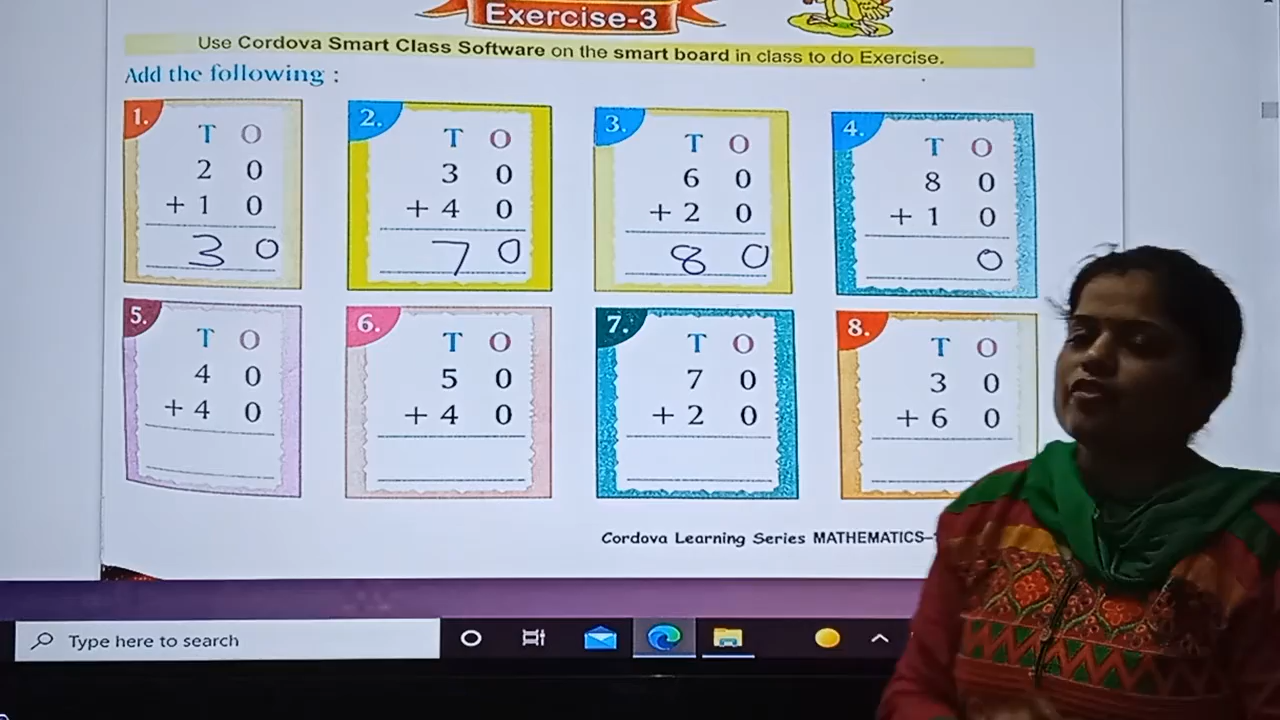 Exercise-3
Use Cordova Smart Class Software on the smart board in class to do Exercise.
Add the following :
1.
T O
2 0
+ 1 0
3 0
2.
T O
3 0
+ 4 0
7 0
3.
T O
6 0
+ 2 0
8 0
4.
T O
8 0
+ 1 0
0
5.
T O
4 0
+ 4 0
6.
T O
5 0
+ 4 0
7.
T O
7 0
+ 2 0
8.
T O
3 0
+ 6 0
Cordova Learning Series MATHEMATICS–
Type here to search